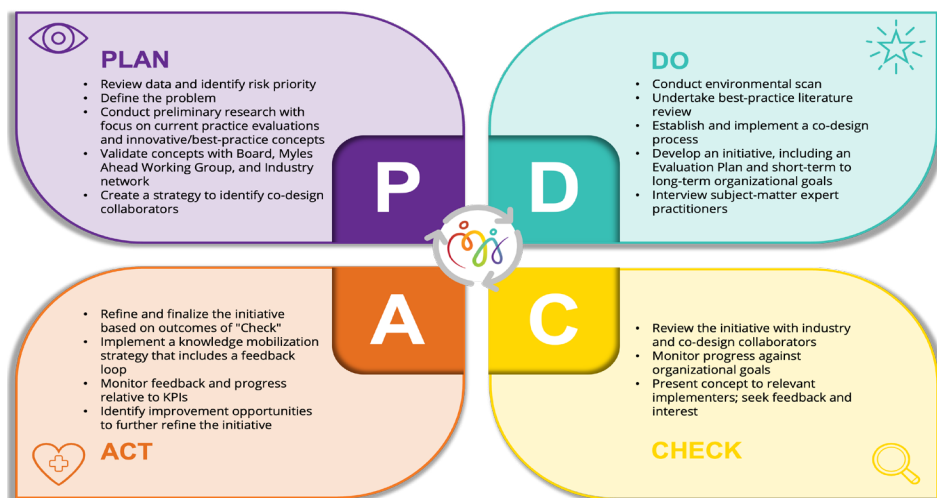 PLAN
• Review data and identify risk priority
• Define the problem
• Conduct preliminary research with
focus on current practice evaluations
and innovative/best-practice concepts
• Validate concepts with Board, Myles
Ahead Working Group, and Industry
network
• Create a strategy to identify co-design
collaborators
P
DO
• Conduct environmental scan
• Undertake best-practice literature
review
• Establish and implement a co-design
process
• Develop an initiative, including an
Evaluation Plan and short-term to
long-term organizational goals
• Interview subject-matter expert
practitioners
D
• Refine and finalize the initiative
based on outcomes of "Check"
• Implement a knowledge mobilization
strategy that includes a feedback
loop
• Monitor feedback and progress
relative to KPIs
• Identify improvement opportunities
to further refine the initiative
ACT
A
C
• Review the initiative with industry
and co-design collaborators
• Monitor progress against
organizational goals
• Present concept to relevant
implementers; seek feedback and
interest
CHECK